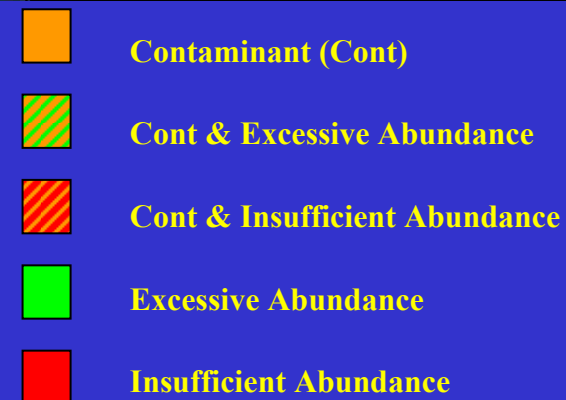 Contaminant (Cont)
Cont & Excessive Abundance
Cont & Insufficient Abundance
Excessive Abundance
Insufficient Abundance